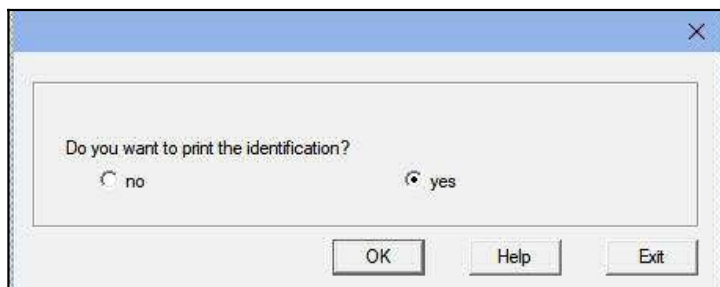 Do you want to print the identification?
no yes
OK Help Exit